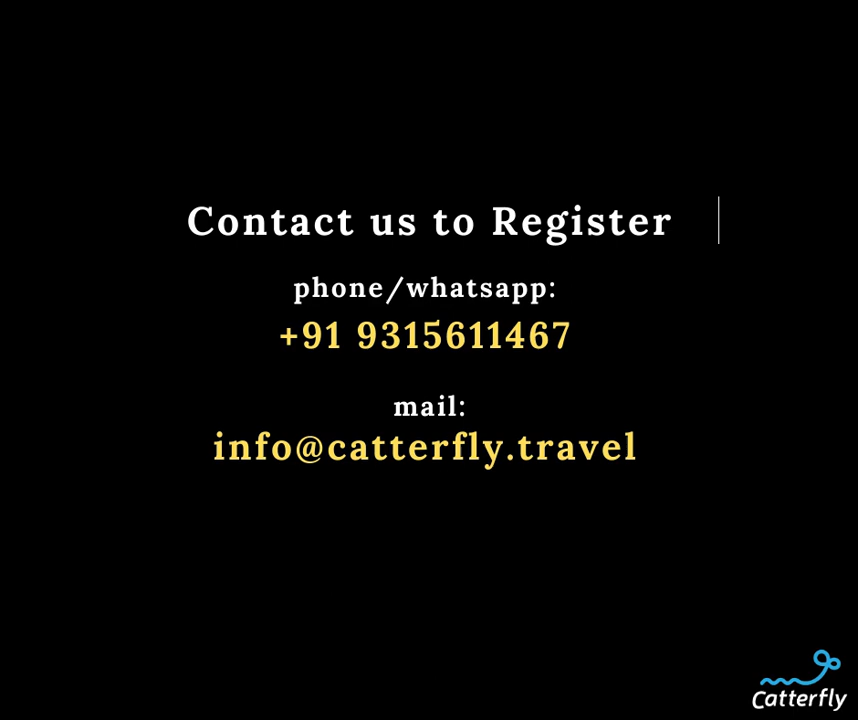 Contact us to Register
phone/whatsapp:
+91 9315611467
mail:
info@catterfly.travel
Catterfly